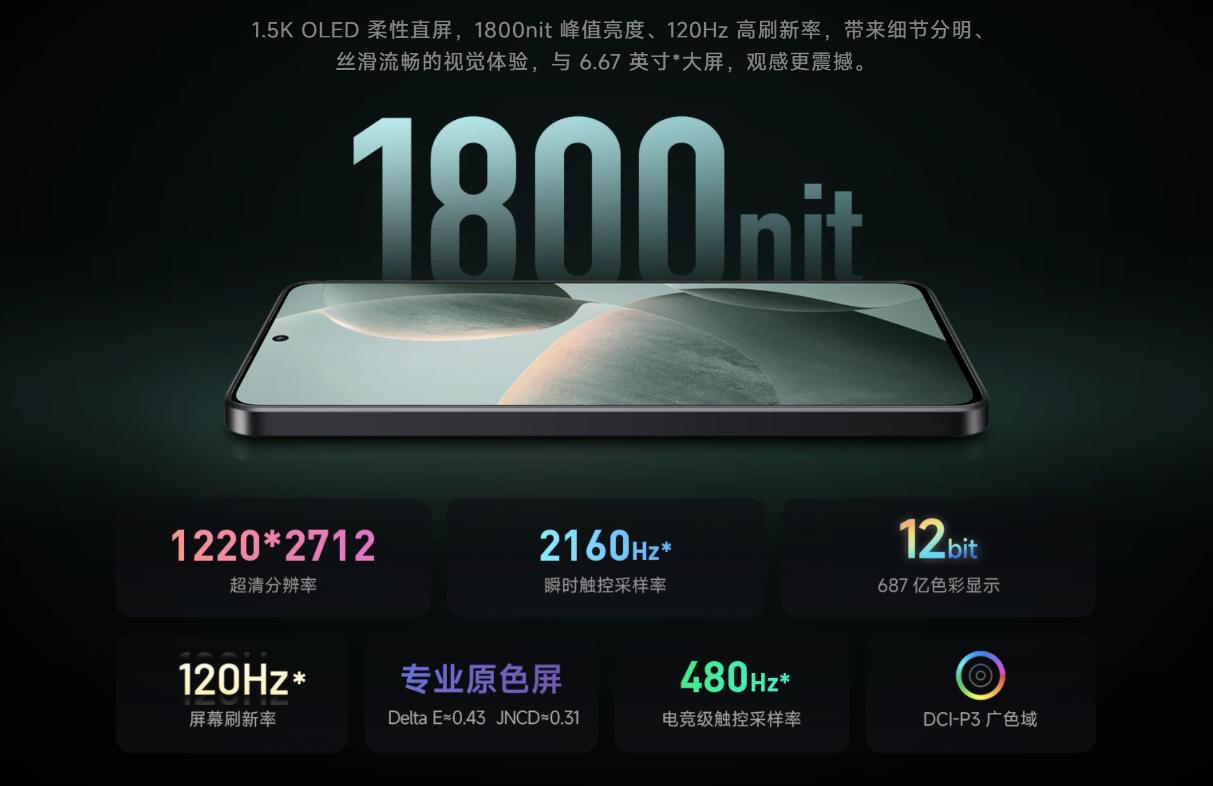 1.5K OLED 柔性直屏，1800nit 峰值亮度、120Hz 高刷新率，带来细节分明、
丝滑流畅的视觉体验，与 6.67 英寸*大屏，观感更震撼。
1800nit
1220*2712
超清分辨率
2160Hz*
瞬时触控采样率
12bit
687 亿色彩显示
120Hz*
屏幕刷新率
专业原色屏
Delta E≈0.43 JNCD≈0.31
480Hz*
电竞级触控采样率
DCI-P3 广色域